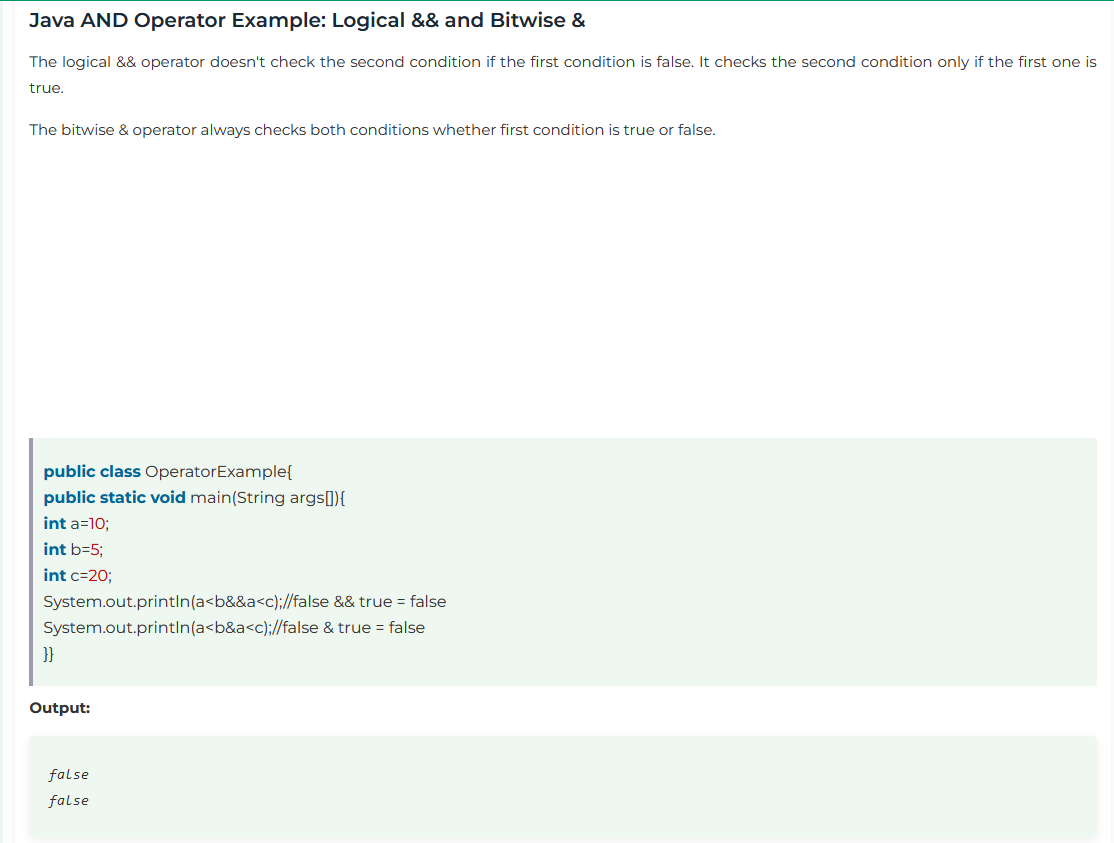 Java AND Operator Example: Logical && and Bitwise &
The logical && operator doesn't check the second condition if the first condition is false. It checks the second condition only if the first one is
true.
The bitwise & operator always checks both conditions whether first condition is true or false.
public class OperatorExample{
public static void main(String args[]){
int a=10;
int b=5;
int c=20;
System.out.println(a<b&&a<c);//false && true = false
System.out.println(a<b&a<c);//false & true = false
}}
Output:
false
false